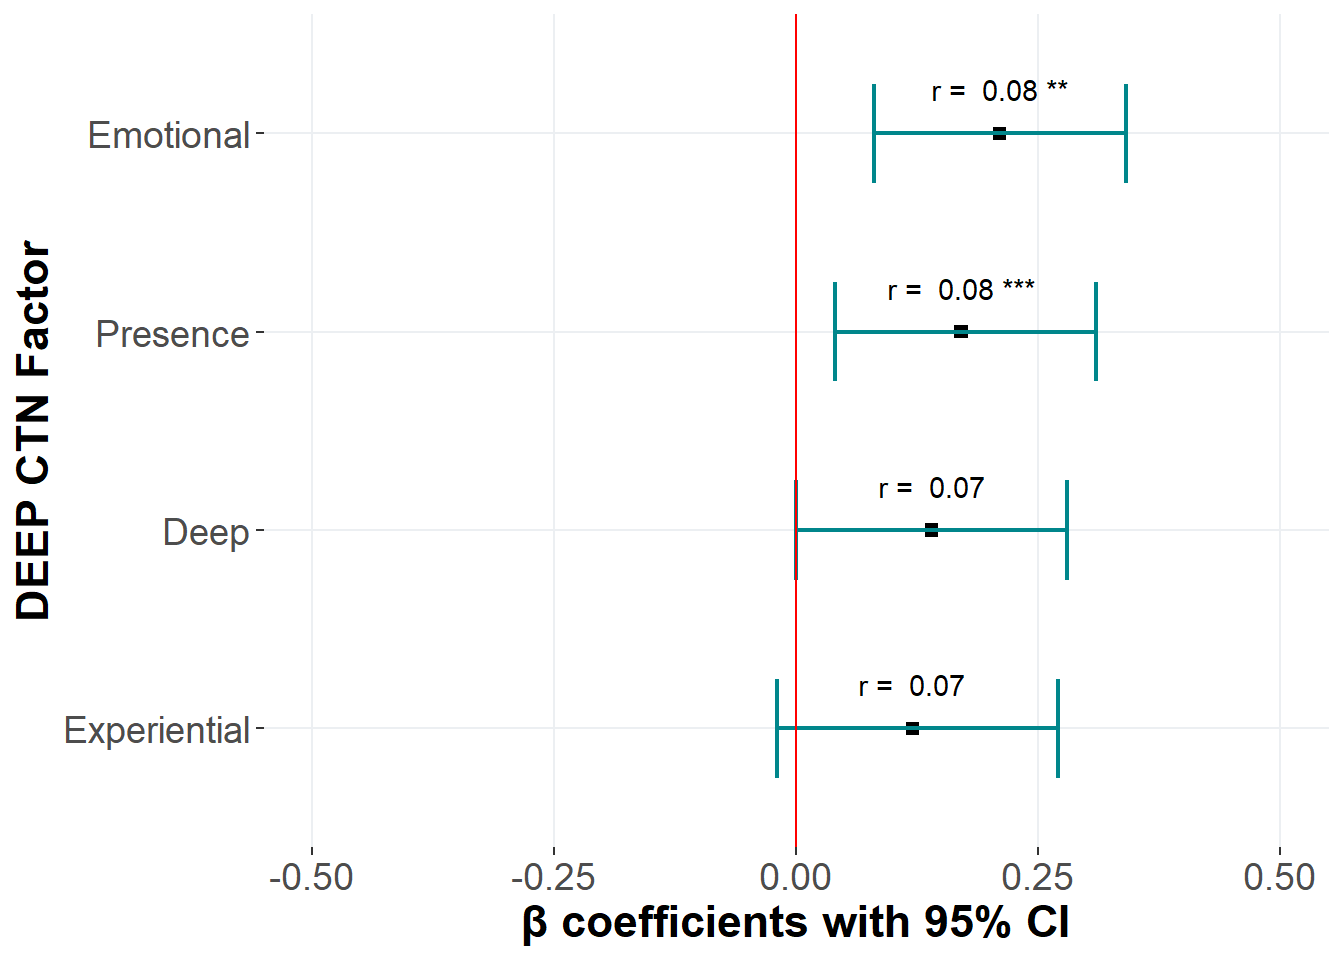 DEEP CTN Factor
Emotional
r = 0.08 **
Presence
r = 0.08 ***
Deep
r = 0.07
Experiential
r = 0.07
-0.50 -0.25 0.00 0.25 0.50
β coefficients with 95% CI